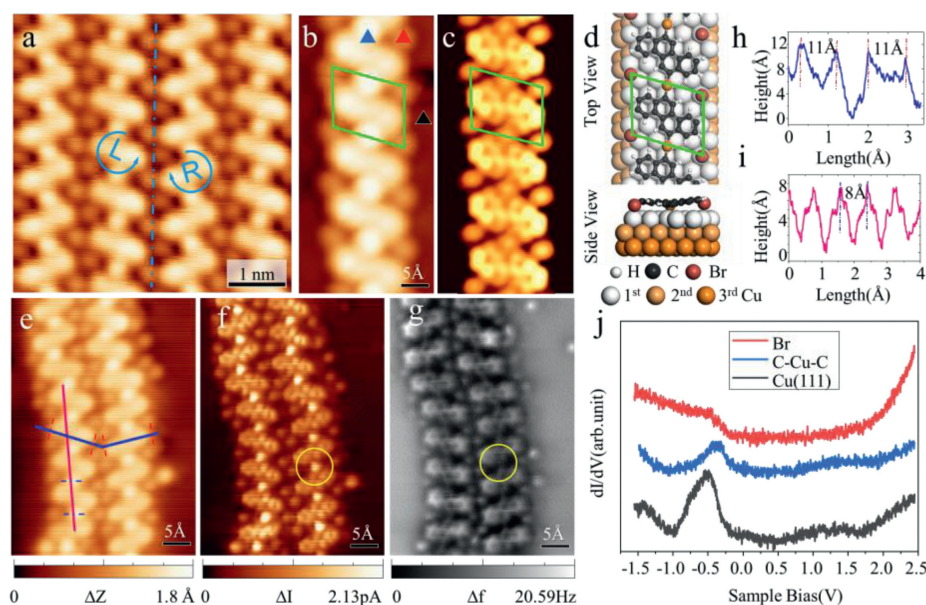 a
L
R
1 nm
b
5Å
c
d
Top View
Side View
H C Br
1st 2nd 3rd Cu
h
Height(Å)
12
8
4
0
11Å 11Å
0 1 2 3
Length(Å)
i
Height(Å)
8
4
0
8Å
0 1 2 3 4
Length(Å)
e
5Å
0 ΔZ 1.8 Å
f
5Å
0 ΔI 2.13pA
g
5Å
0 Δf 20.59Hz
j
Br
C-Cu-C
Cu(111)
dI/dV(arb.unit)
-1.5 -1.0 -0.5 0.0 0.5 1.0 1.5 2.0 2.5
Sample Bias(V)